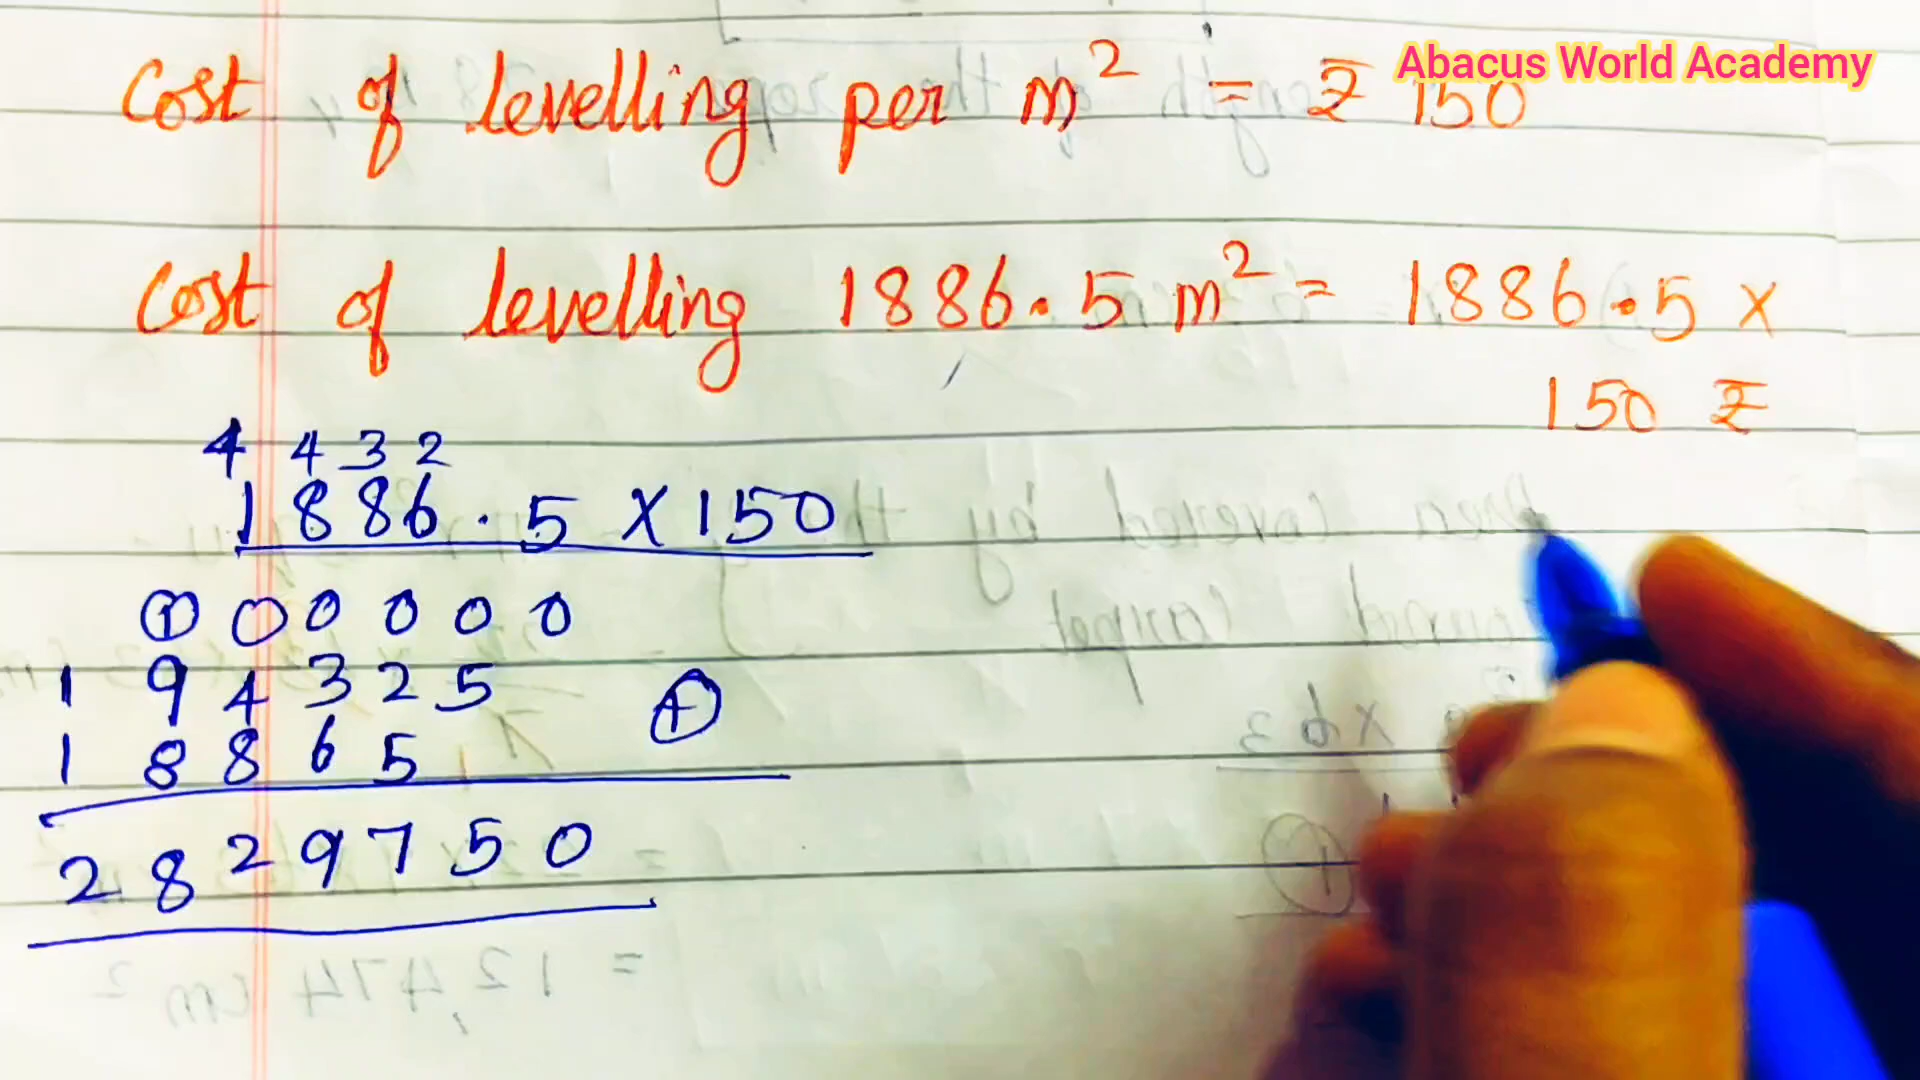 Abacus World Academy
Cost of levelling per m² = ₹ 150
Cost of levelling 1886.5 m² = 1886.5 ×
150 ₹
4 4 3 2
1886.5 × 150
① 0 0 0 0 0
1 9 4 3 2 5 ⊕
1 8 8 6 5
2 8 2 9 7 5 0